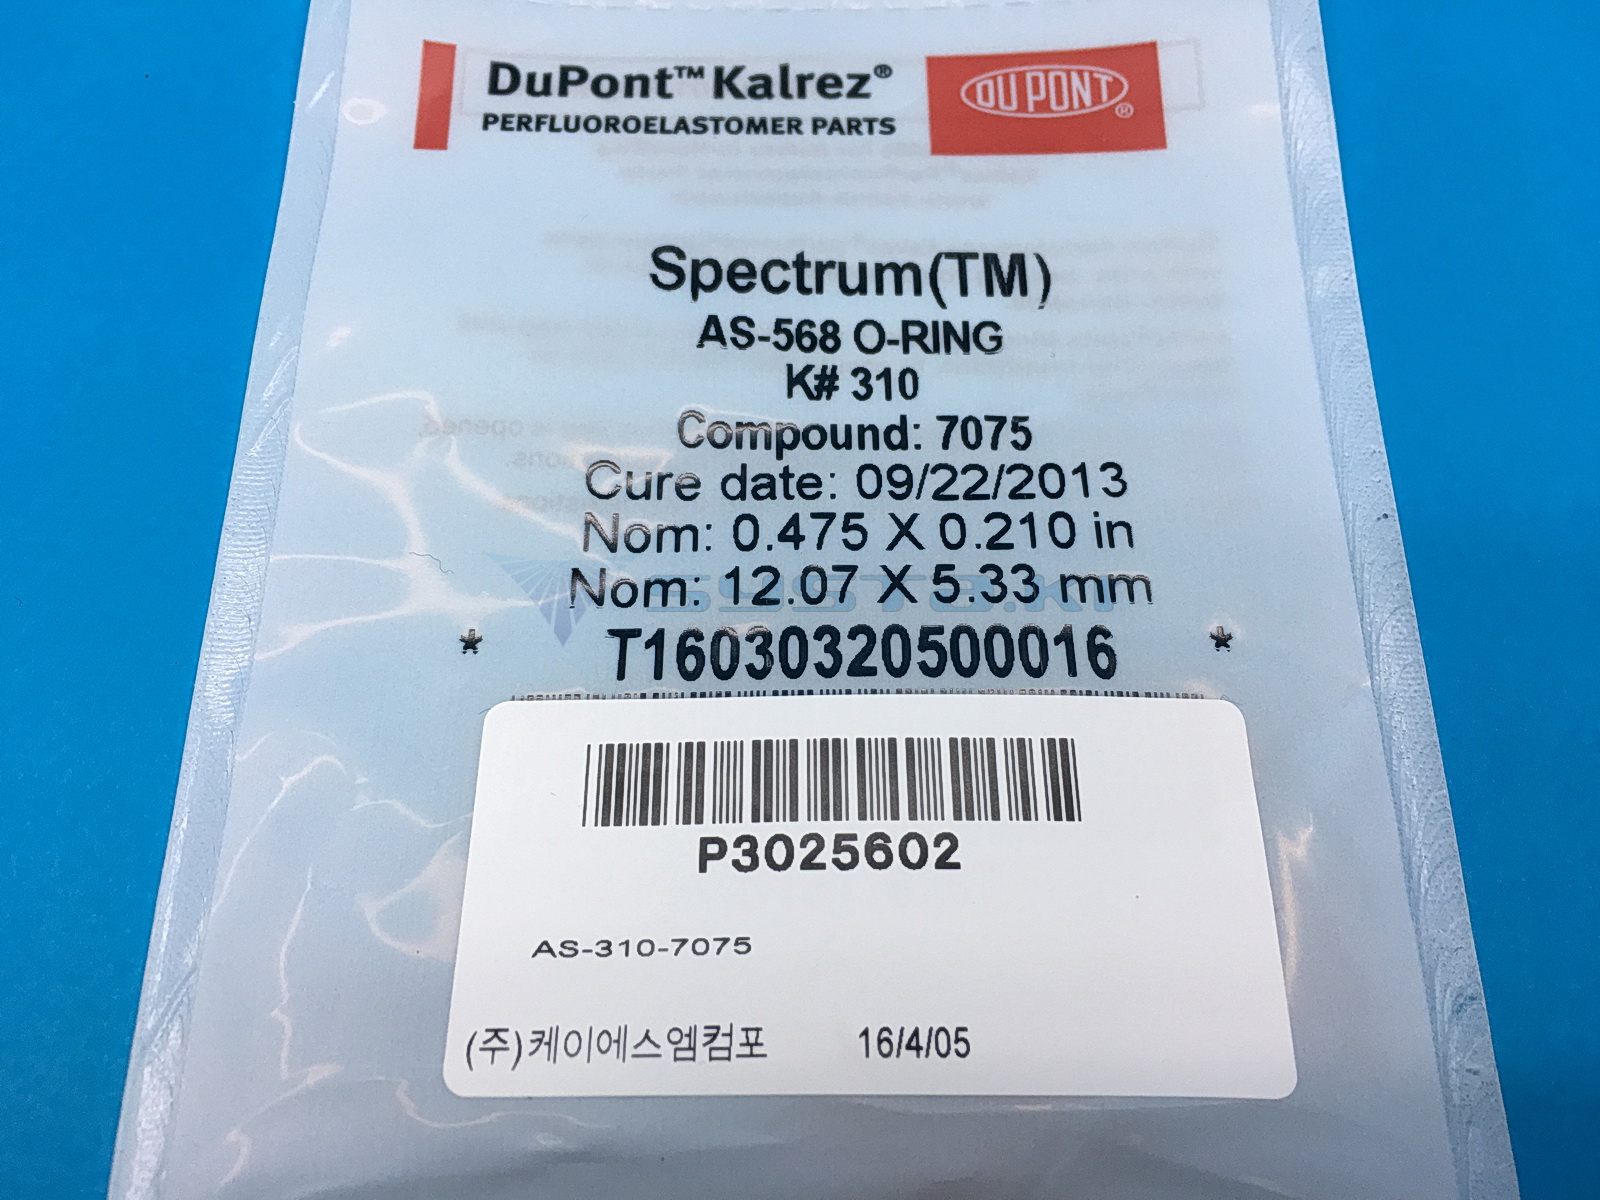 DuPont™ Kalrez®
PERFLUOROELASTOMER PARTS
DU PONT®
Spectrum(TM)
AS-568 O-RING
K# 310
Compound: 7075
Cure date: 09/22/2013
Nom: 0.475 X 0.210 in
Nom: 12.07 X 5.33 mm
* T16030320500016 *
P3025602
AS-310-7075
(주)케이에스엠컴포 16/4/05